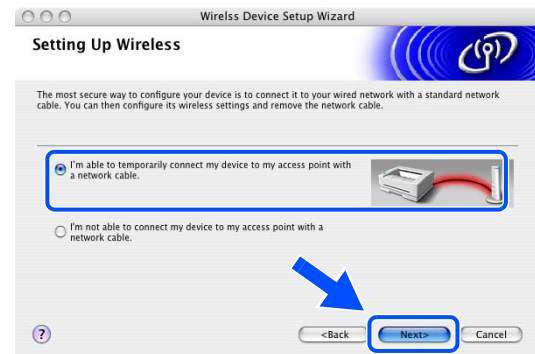 Wirelss Device Setup Wizard
Setting Up Wireless
The most secure way to configure your device is to connect it to your wired network with a standard network
cable. You can then configure its wireless settings and remove the network cable.
I'm able to temporarily connect my device to my access point with
a network cable.
I'm not able to connect my device to my access point with a
network cable.
?
<Back
Next>
Cancel